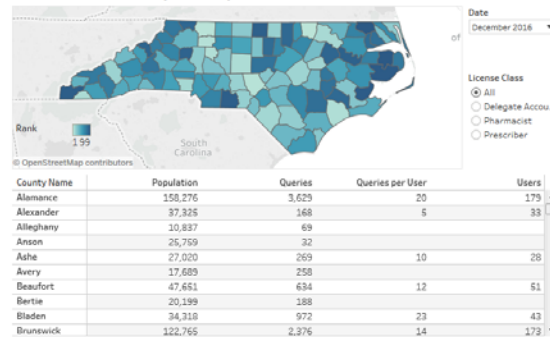 Date
December 2016
of
License Class
All
Delegate Accou
Pharmacist
Prescriber
Rank
1 99
South
Carolina
© OpenStreetMap contributors
County Name Population Queries Queries per User Users
Alamance 158,276 3,629 20 179
Alexander 37,325 168 5 33
Alleghany 10,837 69
Anson 25,759 32
Ashe 27,020 269 10 28
Avery 17,689 258
Beaufort 47,651 634 12 51
Bertie 20,199 188
Bladen 34,318 972 23 43
Brunswick 122,765 2,376 14 173